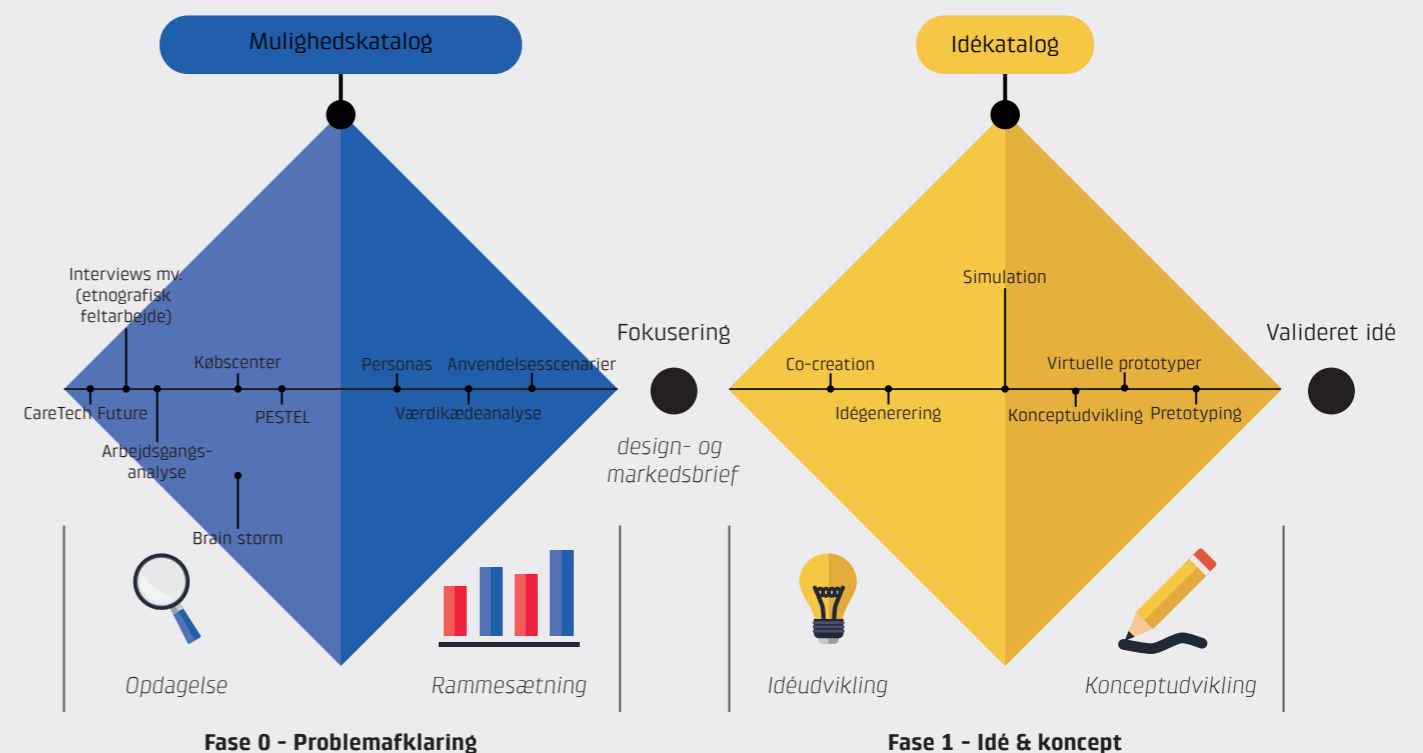 Mulighedskatalog
Idékatalog
Interviews mv.
(etnografisk
feltarbejde)
Købscenter
Personas
Anvendelsesscenarier
CareTech Future
PESTEL
Værdikædeanalyse
Arbejdsgangs-
analyse
Brain storm
Fokusering
design- og
markedsbrief
Simulation
Co-creation
Virtuelle prototyper
Idégenerering
Konceptudvikling
Pretotyping
Valideret idé
Opdagelse
Rammesætning
Idéudvikling
Konceptudvikling
Fase 0 - Problemafklaring
Fase 1 - Idé & koncept